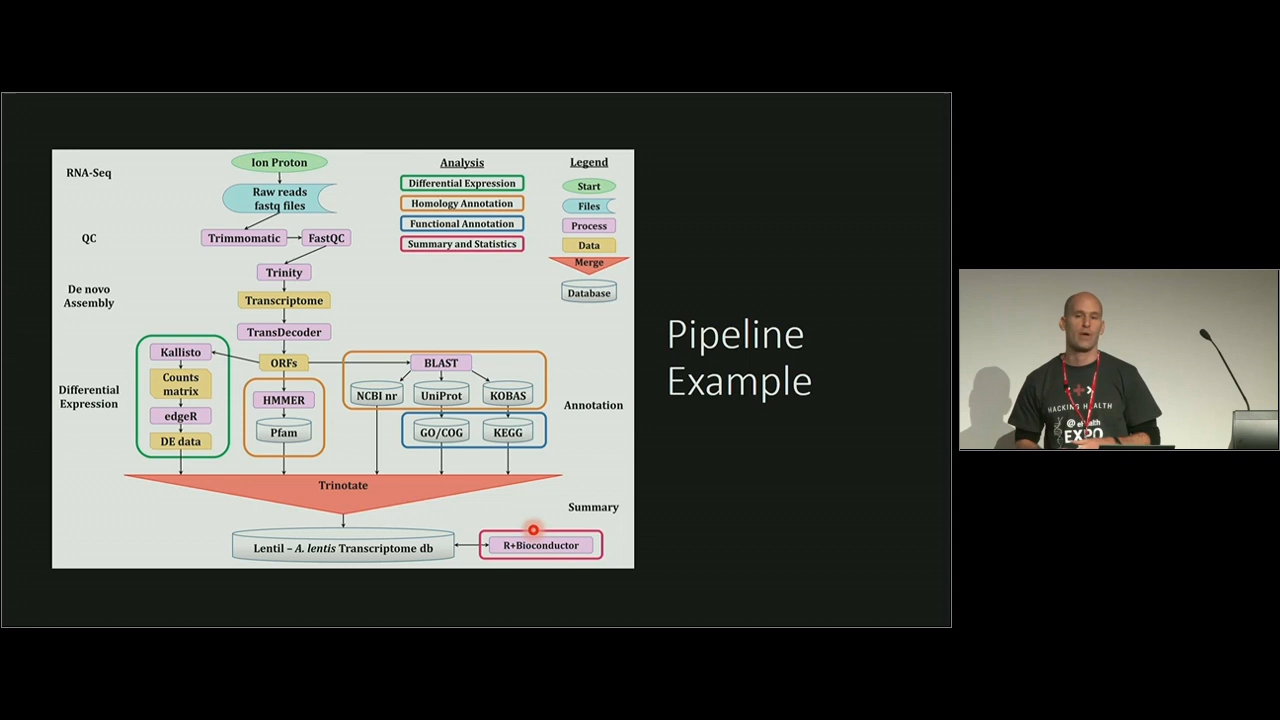 RNA-Seq
Ion Proton
Raw reads
fastq files
QC
Trimmomatic
FastQC
Trinity
De novo
Assembly
Transcriptome
TransDecoder
ORFs
Kallisto
Counts
matrix
edgeR
DE data
Differential
Expression
HMMER
Pfam
BLAST
NCBI nr
UniProt
KOBAS
GO/COG
KEGG
Annotation
Trinotate
Summary
Lentil – A. lentis Transcriptome db
R+Bioconductor
Analysis
Differential Expression
Homology Annotation
Functional Annotation
Summary and Statistics
Legend
Start
Files
Process
Data
Merge
Database
Pipeline
Example
HACKING HEALTH
@ eHealth
EXPO